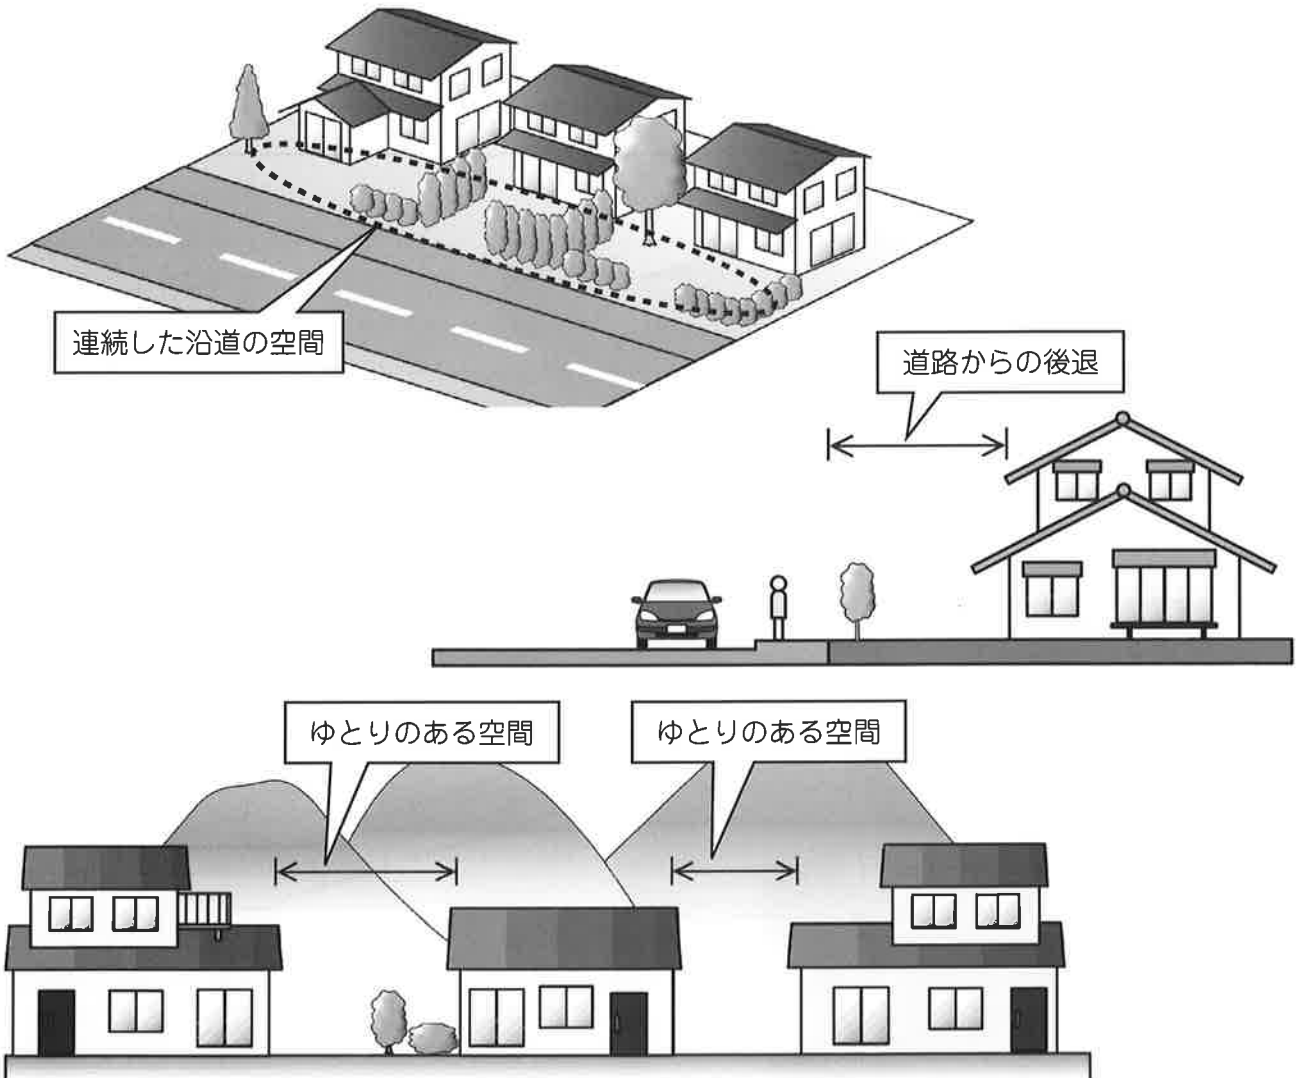 連続した沿道の空間
道路からの後退
ゆとりのある空間
ゆとりのある空間